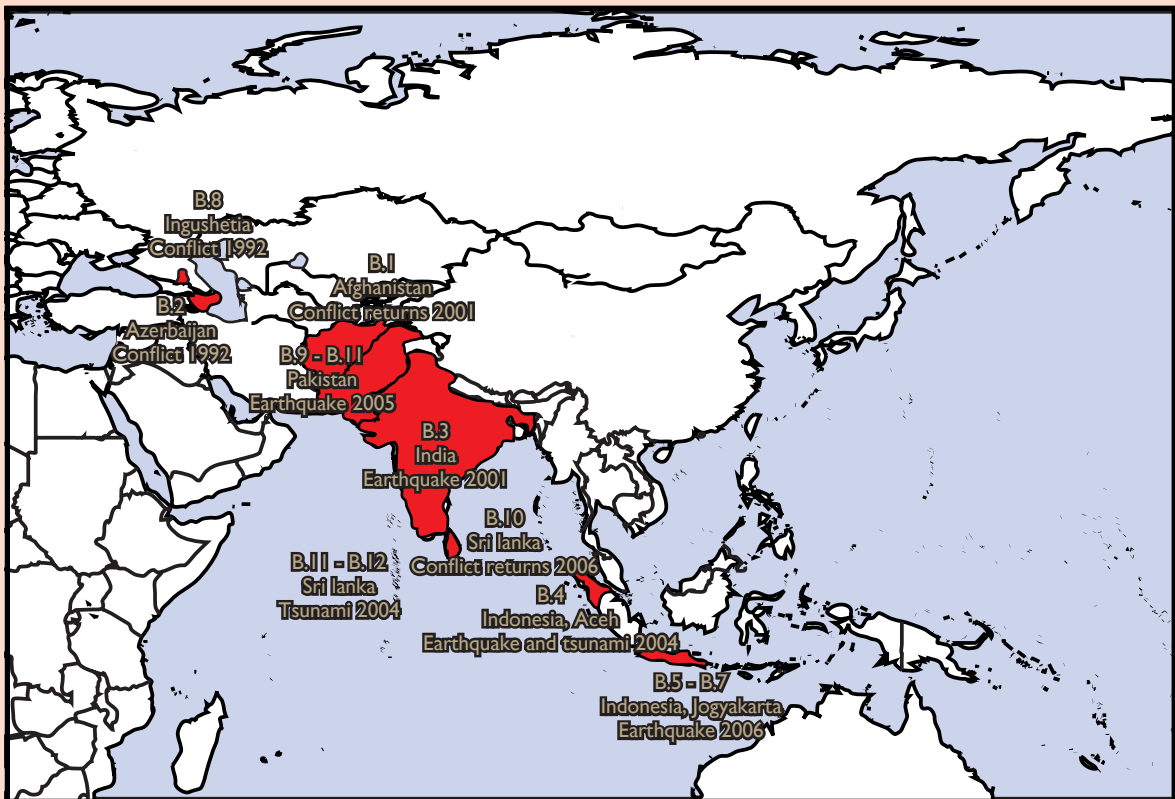 B.8
Ingushetia
Conflict 1992
B.1
Afghanistan
Conflict returns 2001
B.2
Azerbaijan
Conflict 1992
B.9 - B.11
Pakistan
Earthquake 2005
B.3
India
Earthquake 2001
B.10
Sri lanka
Conflict returns 2006
B.11 - B.12
Sri lanka
Tsunami 2004
B.4
Indonesia, Aceh
Earthquake and tsunami 2004
B.5 - B.7
Indonesia, Jogyakarta
Earthquake 2006